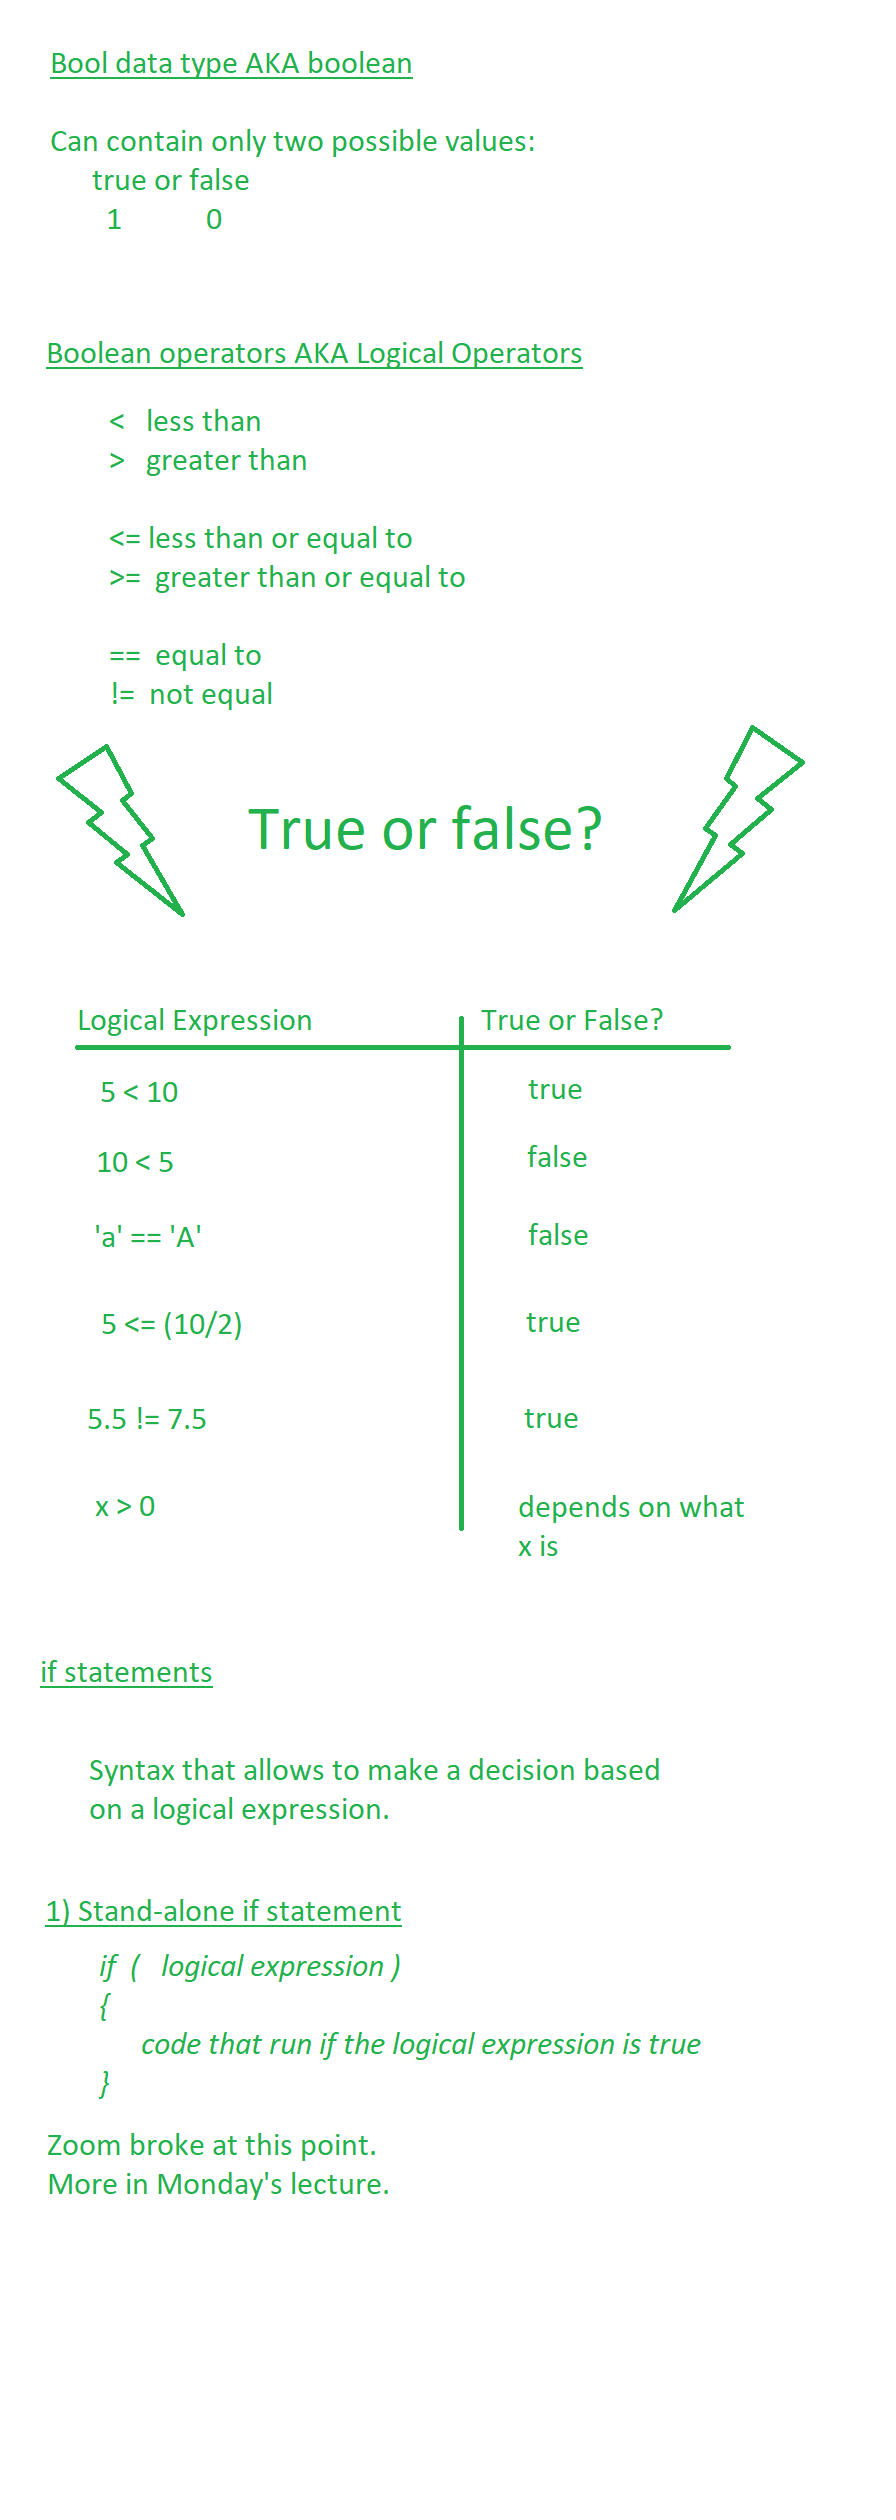 Bool data type AKA boolean
Can contain only two possible values:
true or false
1 0
Boolean operators AKA Logical Operators
< less than
> greater than
<= less than or equal to
>= greater than or equal to
== equal to
!= not equal
True or false?
Logical Expression True or False?
5 < 10 true
10 < 5 false
'a' == 'A' false
5 <= (10/2) true
5.5 != 7.5 true
x > 0 depends on what
x is
if statements
Syntax that allows to make a decision based
on a logical expression.
1) Stand-alone if statement
if ( logical expression )
{
code that run if the logical expression is true
}
Zoom broke at this point.
More in Monday's lecture.